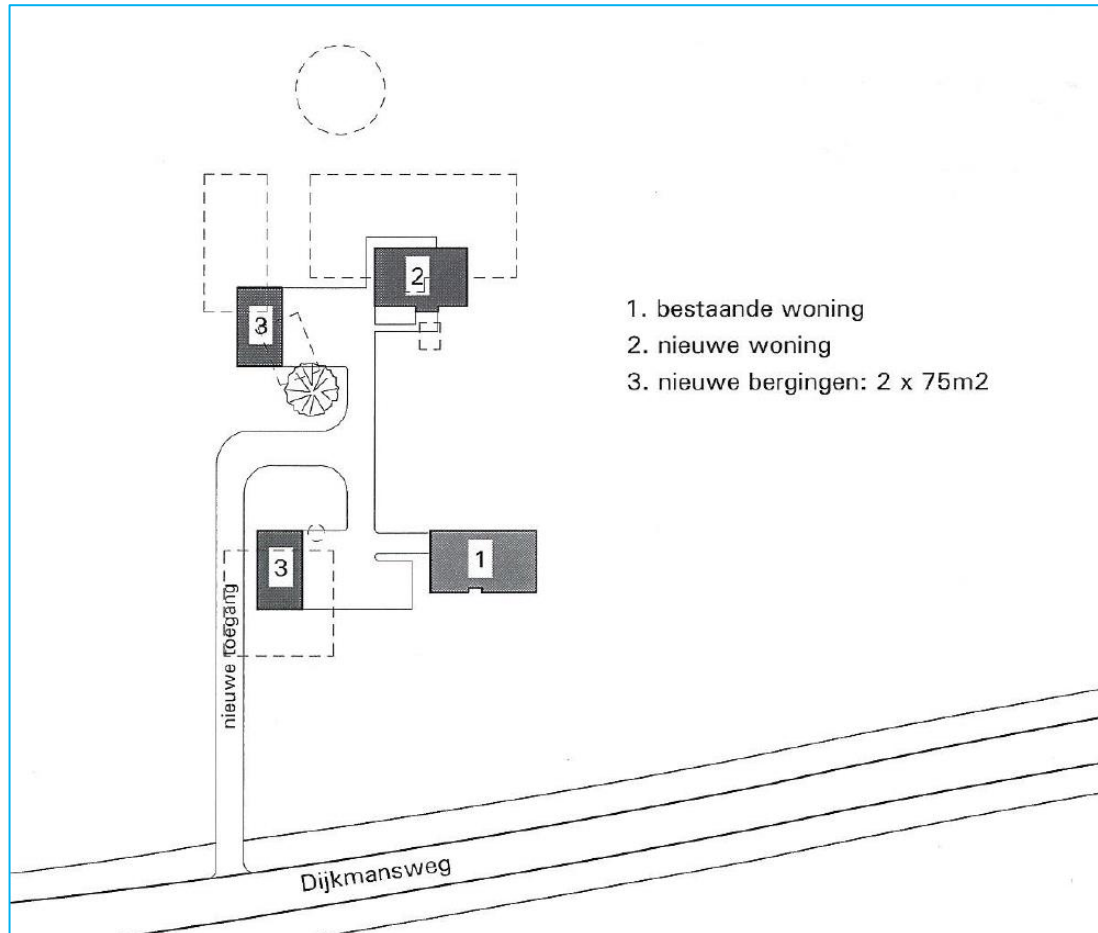 2
3
1. bestaande woning
2. nieuwe woning
3. nieuwe bergingen: 2 x 75m2
3
1
nieuwe toegang
Dijkmansweg